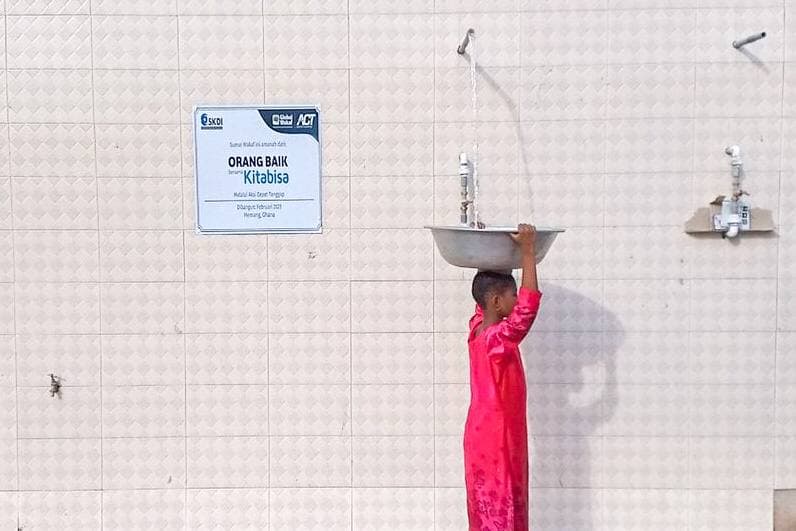 SKDI
Global
Wakaf
ACT
Sumur Wakaf ini amanah dari:
ORANG BAIK
bersama Kitabisa
Melalui Aksi Cepat Tanggap
Dibangun: Februari 2021
Hemang, Ghana